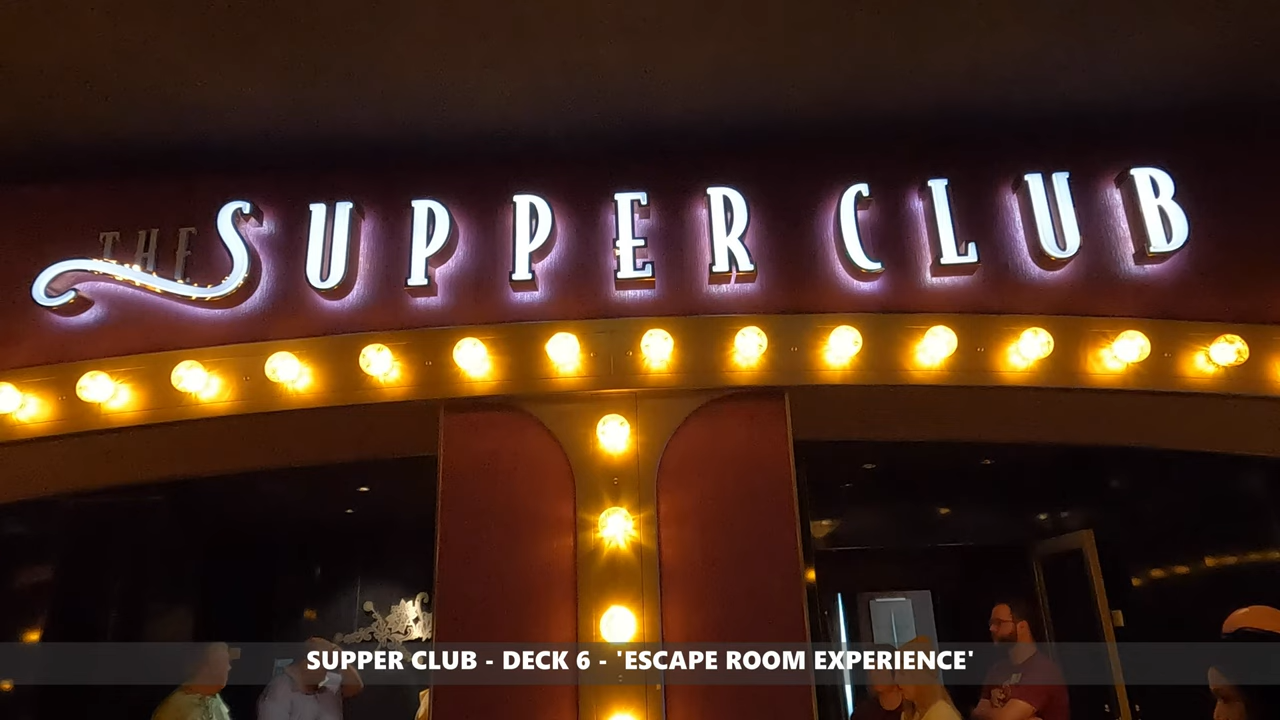 THE SUPPER CLUB
SUPPER CLUB - DECK 6 - 'ESCAPE ROOM EXPERIENCE'